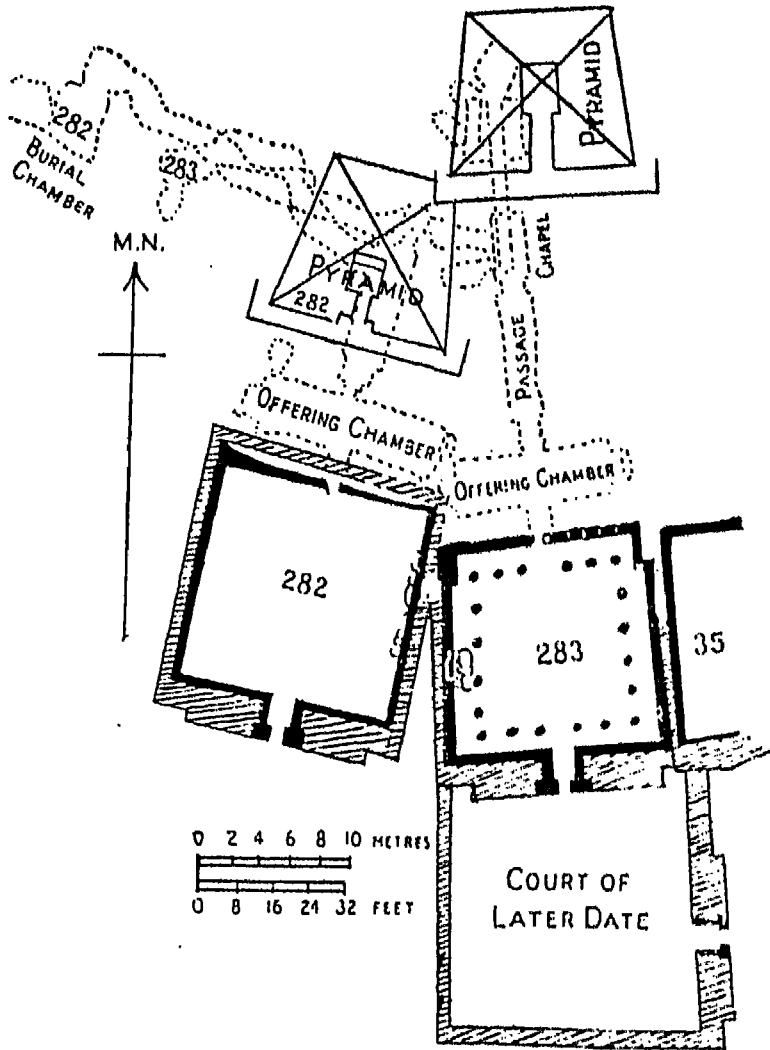 PYRAMID
282
BURIAL
CHAMBER
283
M.N.
PYRAMID
282
CHAPEL
PASSAGE
OFFERING CHAMBER
OFFERING CHAMBER
282
283
35
0 2 4 6 8 10 METRES
0 8 16 24 32 FEET
COURT OF
LATER DATE